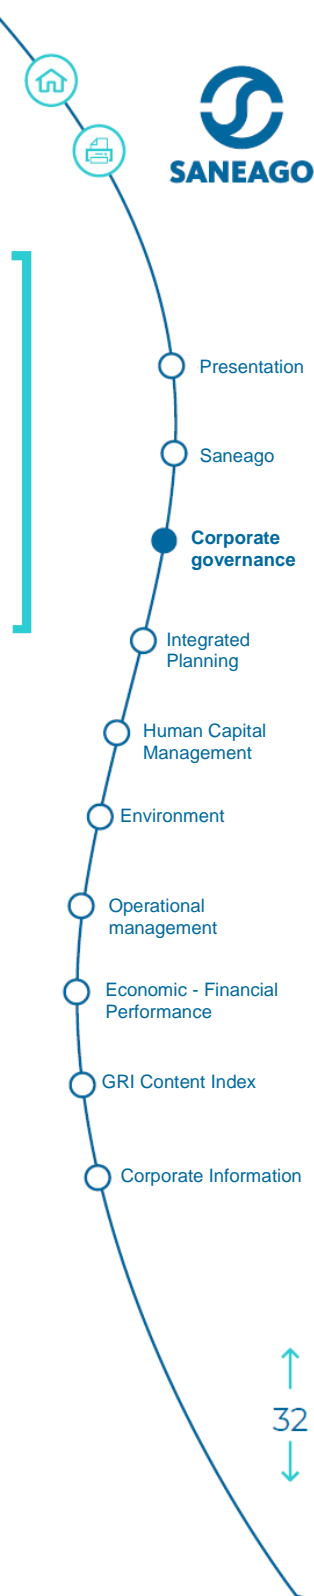 SANEAGO
Presentation
Saneago
Corporate
governance
Integrated
Planning
Human Capital
Management
Environment
Operational
management
Economic - Financial
Performance
GRI Content Index
Corporate Information
32